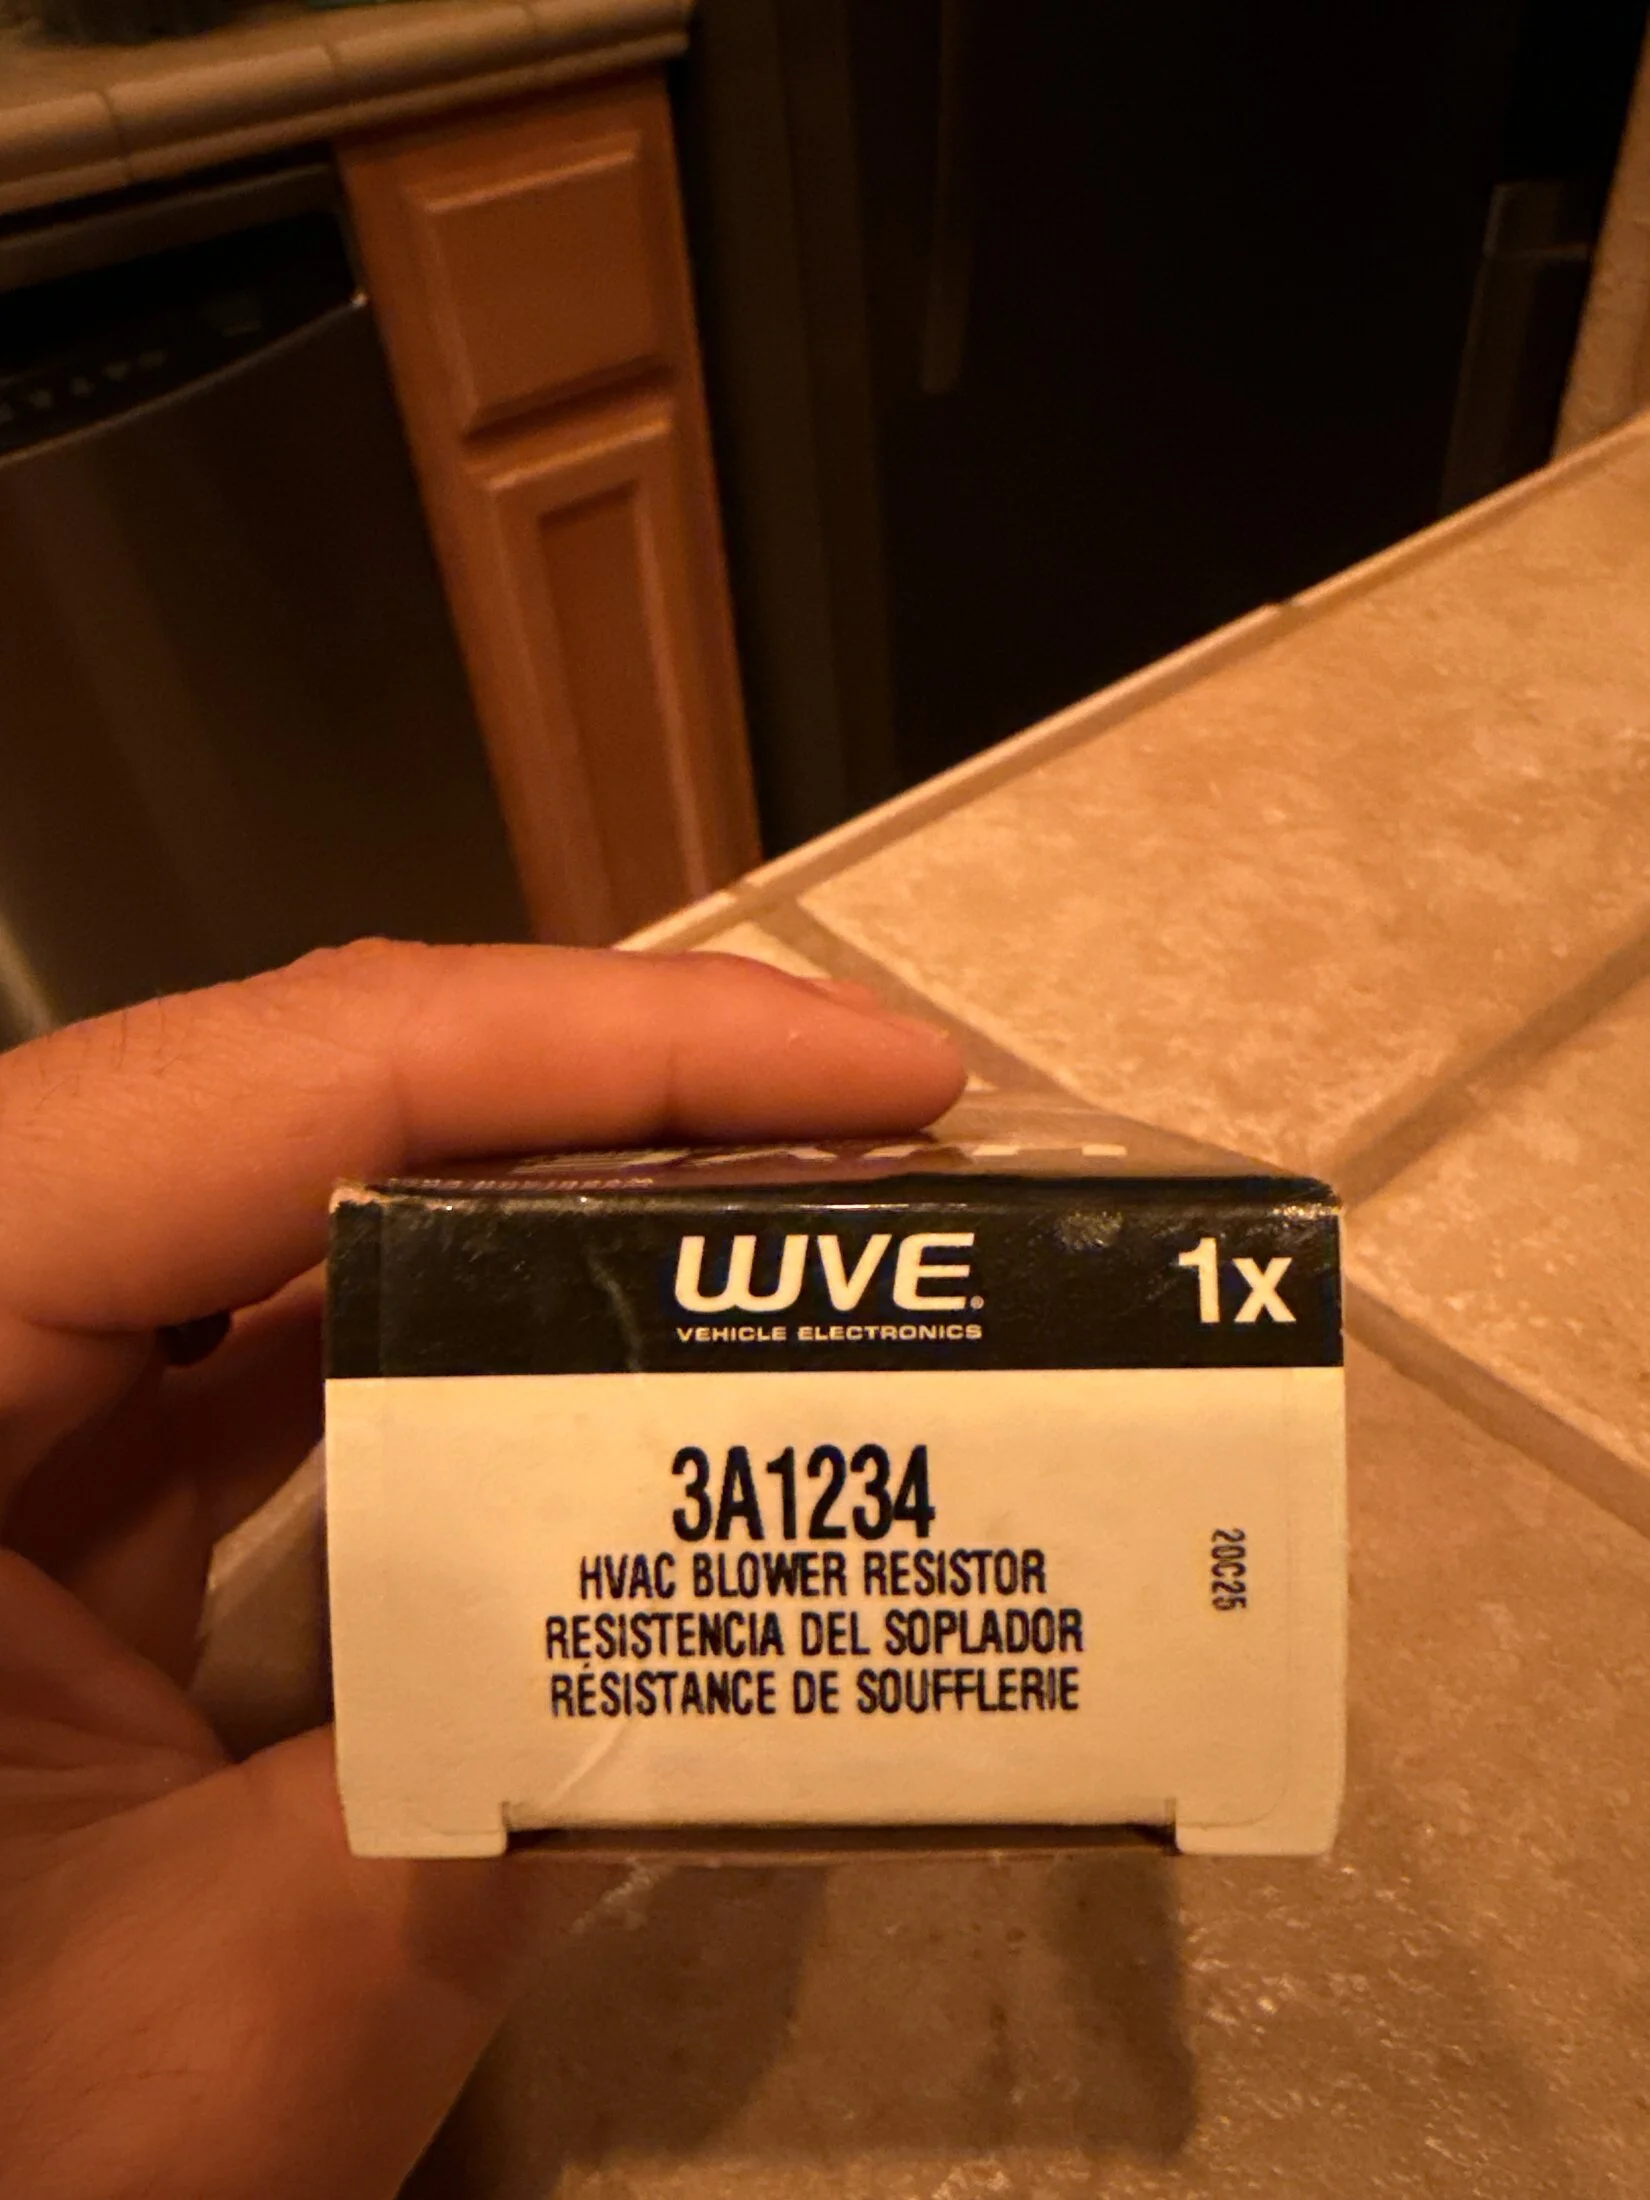 WVE®
VEHICLE ELECTRONICS
1x
3A1234
HVAC BLOWER RESISTOR
RESISTENCIA DEL SOPLADOR
RÉSISTANCE DE SOUFFLERIE
20C25